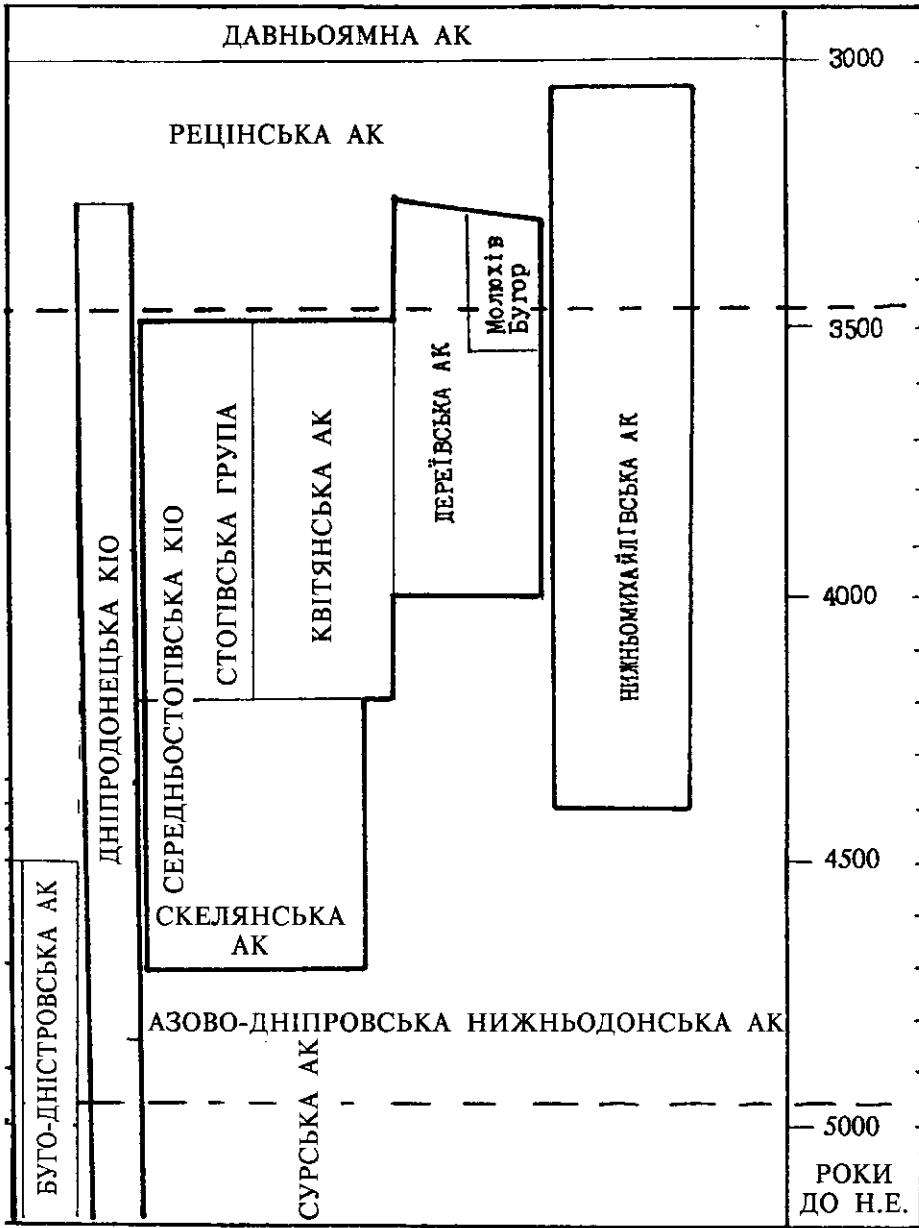 ДАВНЬОЯМНА АК
3000
РЕЦІНСЬКА АК
Молюхів
Бугор
3500
ДЕРЕЇВСЬКА АК
НИЖНЬОМИХАЙЛІВСЬКА АК
КВІТЯНСЬКА АК
СТОГІВСЬКА ГРУПА
СЕРЕДНЬОСТОГІВСЬКА КІО
ДНІПРОДОНЕЦЬКА КІО
4000
4500
СКЕЛЯНСЬКА
АК
БУГО-ДНІСТРОВСЬКА АК
АЗОВО-ДНІПРОВСЬКА НИЖНЬОДОНСЬКА АК
СУРСЬКА АК
5000
РОКИ
ДО Н.Е.